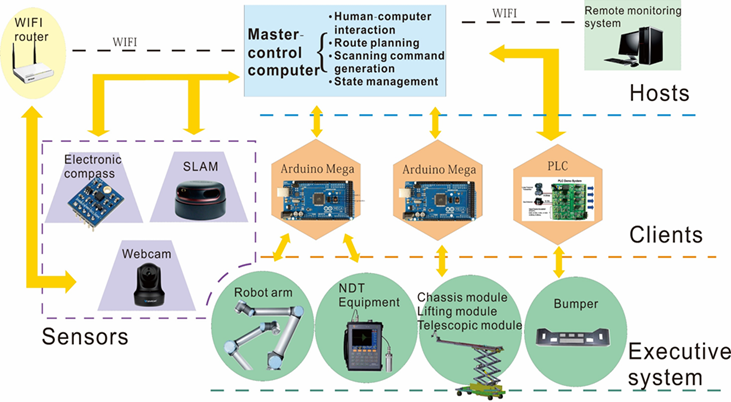 WIFI
router
WIFI
Master-
control
computer
• Human-computer
interaction
• Route planning
• Scanning command
generation
• State management
WIFI
Remote monitoring
system
Hosts
Electronic
compass
SLAM
Webcam
Sensors
Arduino Mega
Arduino Mega
PLC
PLC Demo System
Clients
Robot arm
NDT
Equipment
Chassis module
Lifting module
Telescopic module
Bumper
Executive
system